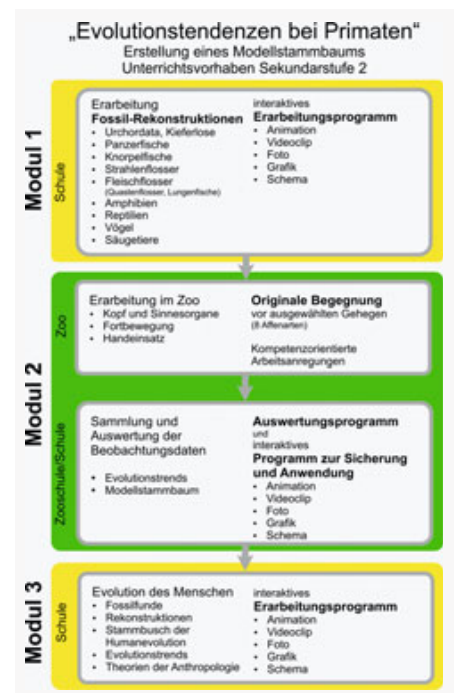 „Evolutionstendenzen bei Primaten“
Erstellung eines Modellstammbaums
Unterrichtsvorhaben Sekundarstufe 2
Modul 1
Schule
Erarbeitung
Fossil-Rekonstruktionen
• Urchordata, Kieferlose
• Panzerfische
• Knorpelfische
• Strahlenflosser
• Fleischflosser
(Quastenflosser, Lungenfische)
• Amphibien
• Reptilien
• Vögel
• Säugetiere
interaktives
Erarbeitungsprogramm
• Animation
• Videoclip
• Foto
• Grafik
• Schema
Modul 2
Zoo
Erarbeitung im Zoo
• Kopf und Sinnesorgane
• Fortbewegung
• Handeinsatz
Originale Begegnung
vor ausgewählten Gehegen
(8 Affenarten)
Kompetenzorientierte
Arbeitsanregungen
Zooschule/Schule
Sammlung und
Auswertung der
Beobachtungsdaten
• Evolutionstrends
• Modellstammbaum
Auswertungsprogramm
und
interaktives
Programm zur Sicherung
und Anwendung
• Animation
• Videoclip
• Foto
• Grafik
• Schema
Modul 3
Schule
Evolution des Menschen
• Fossilfunde
• Rekonstruktionen
• Stammbusch der
Humanevolution
• Evolutionstrends
• Theorien der Anthropologie
interaktives
Erarbeitungsprogramm
• Animation
• Videoclip
• Foto
• Grafik
• Schema